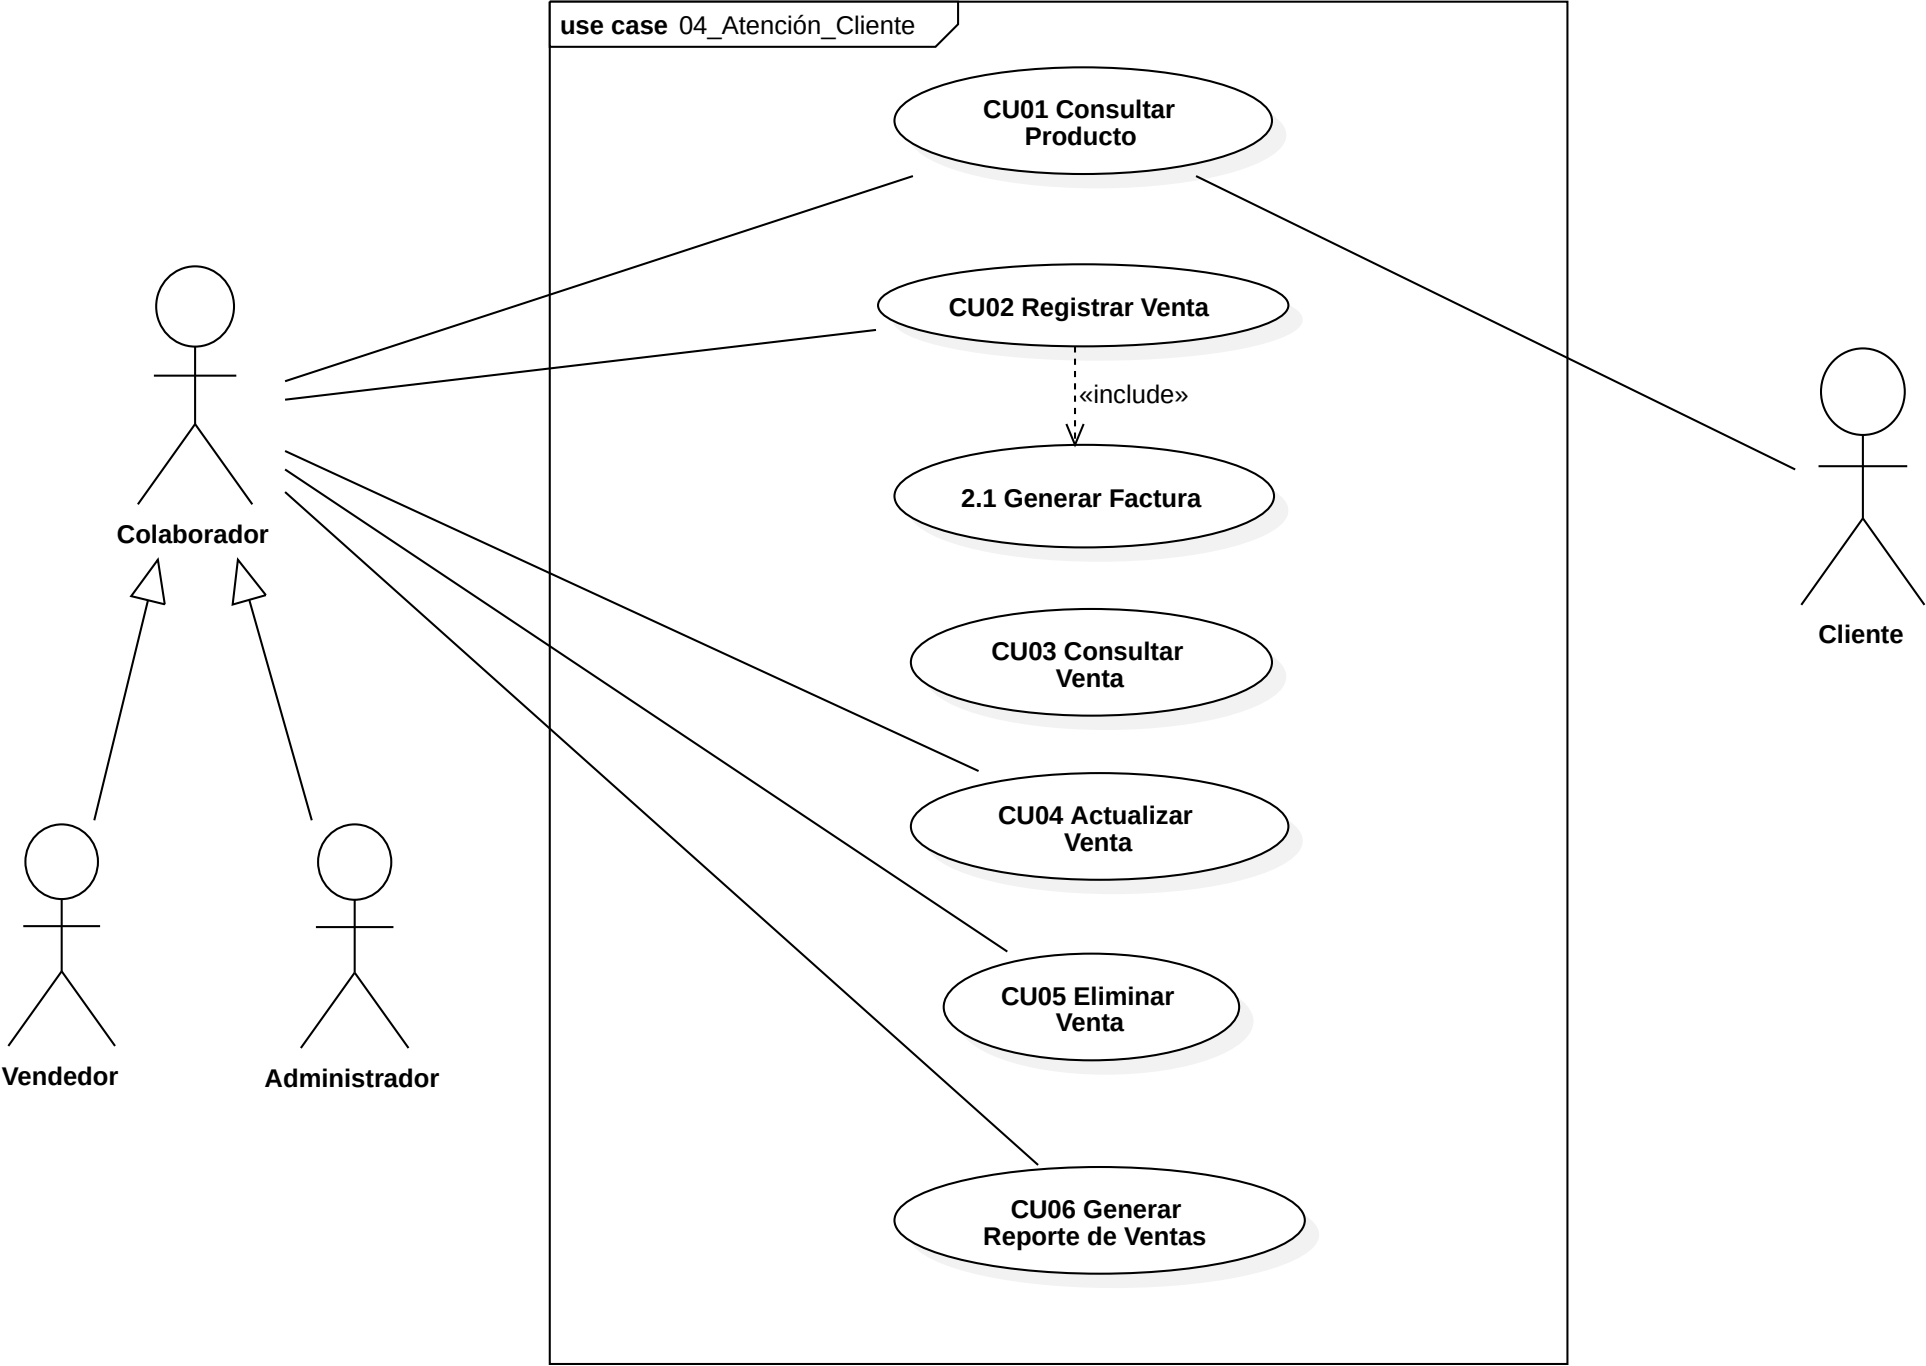 use case 04_Atención_Cliente
CU01 Consultar
Producto
CU02 Registrar Venta
«include»
2.1 Generar Factura
Colaborador
CU03 Consultar
Venta
Cliente
CU04 Actualizar
Venta
CU05 Eliminar
Venta
Vendedor
Administrador
CU06 Generar
Reporte de Ventas